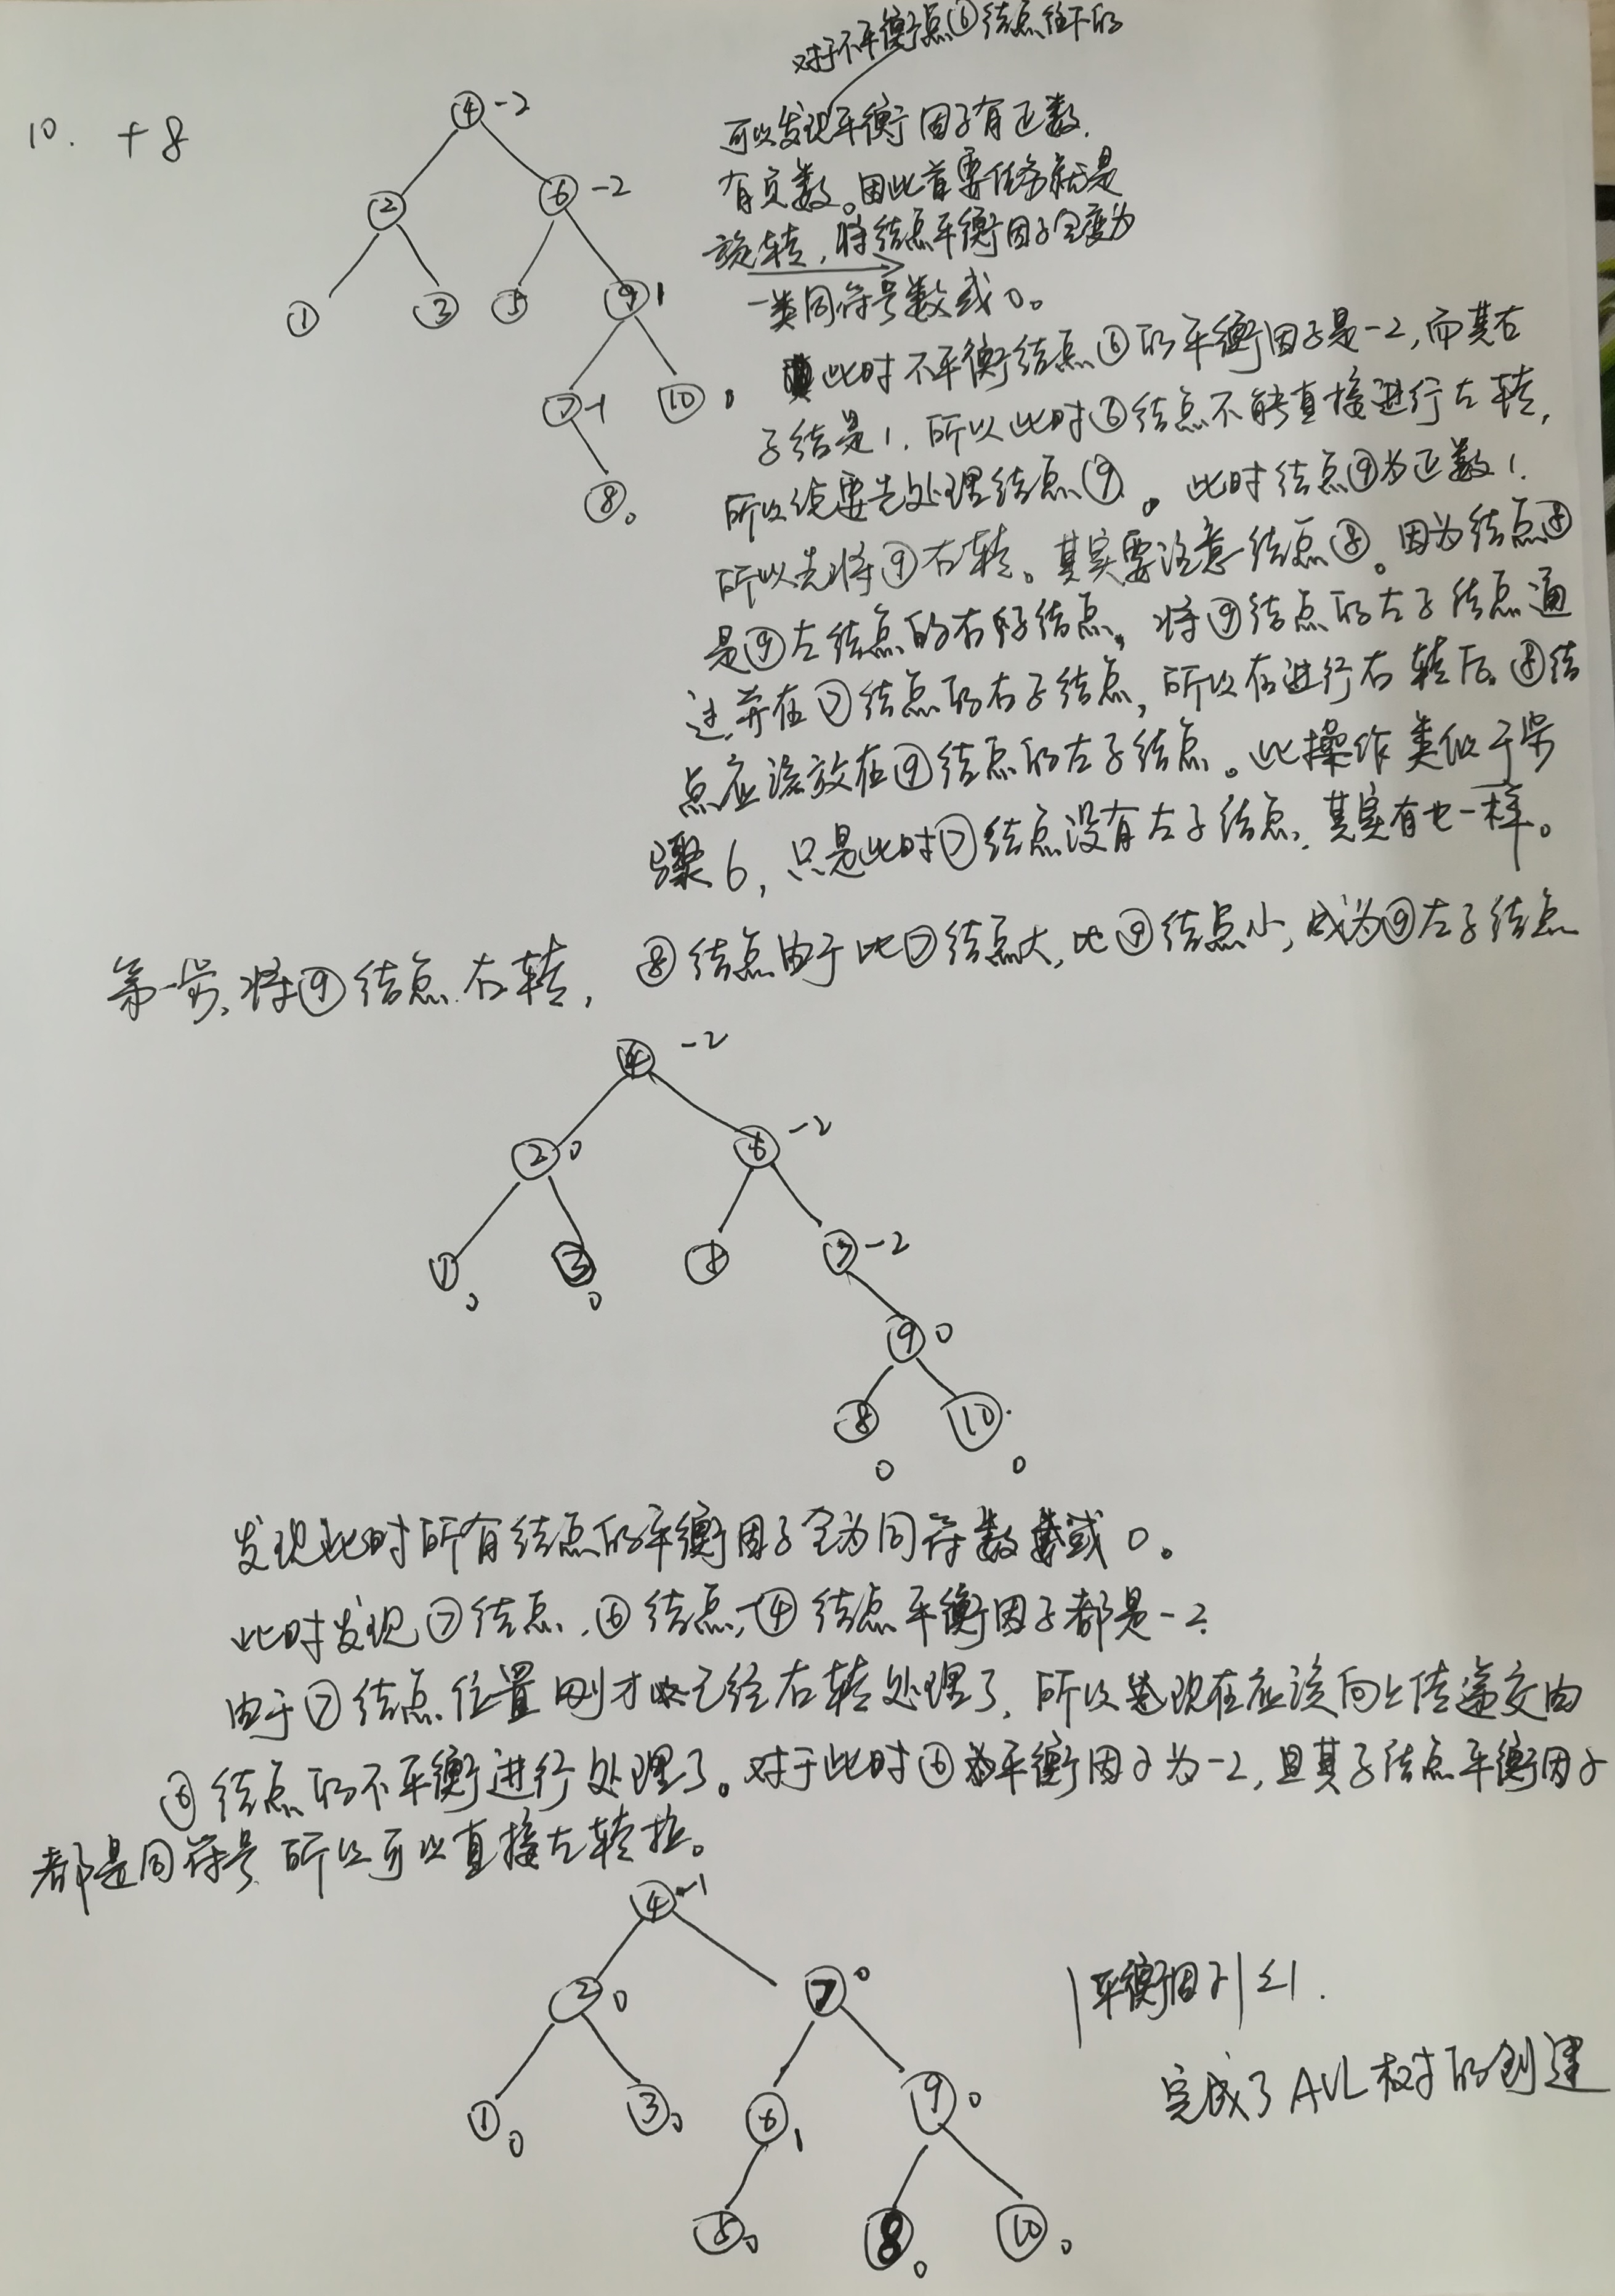 10. +8
对于不平衡点⑥结点往下的
可以发现平衡因子有正数.
有负数。因此首要任务就是
旋转,将结点平衡因子全变为
一类同符号数或0。
④ -2
② ⑥ -2
① ③ ⑤ ⑨ 1
⑦ -1 ⑩ 0
⑧ 0
此时不平衡结点⑥的平衡因子是-2,而其右
子结是1.所以此时⑥结点不能直接进行左转,
所以先要先处理结点⑨。此时结点⑨为正数1.
所以先将⑨右转。其实要注意结点⑧。因为结点⑧
是⑨左结点的右子结点。将⑨结点的左子结点通
过弃在⑦结点的右子结点,所以在进行右转后.⑧结
点应该放在⑨结点的左子结点。此操作类似于步
骤6,只是此时⑦结点没有左子结点.其实有也一样。
第一步,将⑨结点右转,⑧结点由于比⑦结点大,比⑨结点小,成为⑨左子结点
④ -2
② 0 ⑥ -2
① 0 ③ 0 ⑤ ⑦ -2
⑨ 0
⑧ 0 ⑩ 0
发现此时所有结点的平衡因子全为同符数或0。
此时发现⑦结点.⑥结点,④结点平衡因子都是-2.
由于⑦结点位置刚才已经右转处理了.所以现在应该向上传递交由
⑥结点的不平衡进行处理了。对于此时⑥平衡因子为-2,且其子结点平衡因子
都是同符号.所以可以直接左转拉。
④ -1
② 0 ⑦ 0
① 0 ③ 0 ⑥ 1 ⑨ 0
⑤ 0 ⑧ 0 ⑩ 0
|平衡因子|≤1.
完成了AVL树的创建